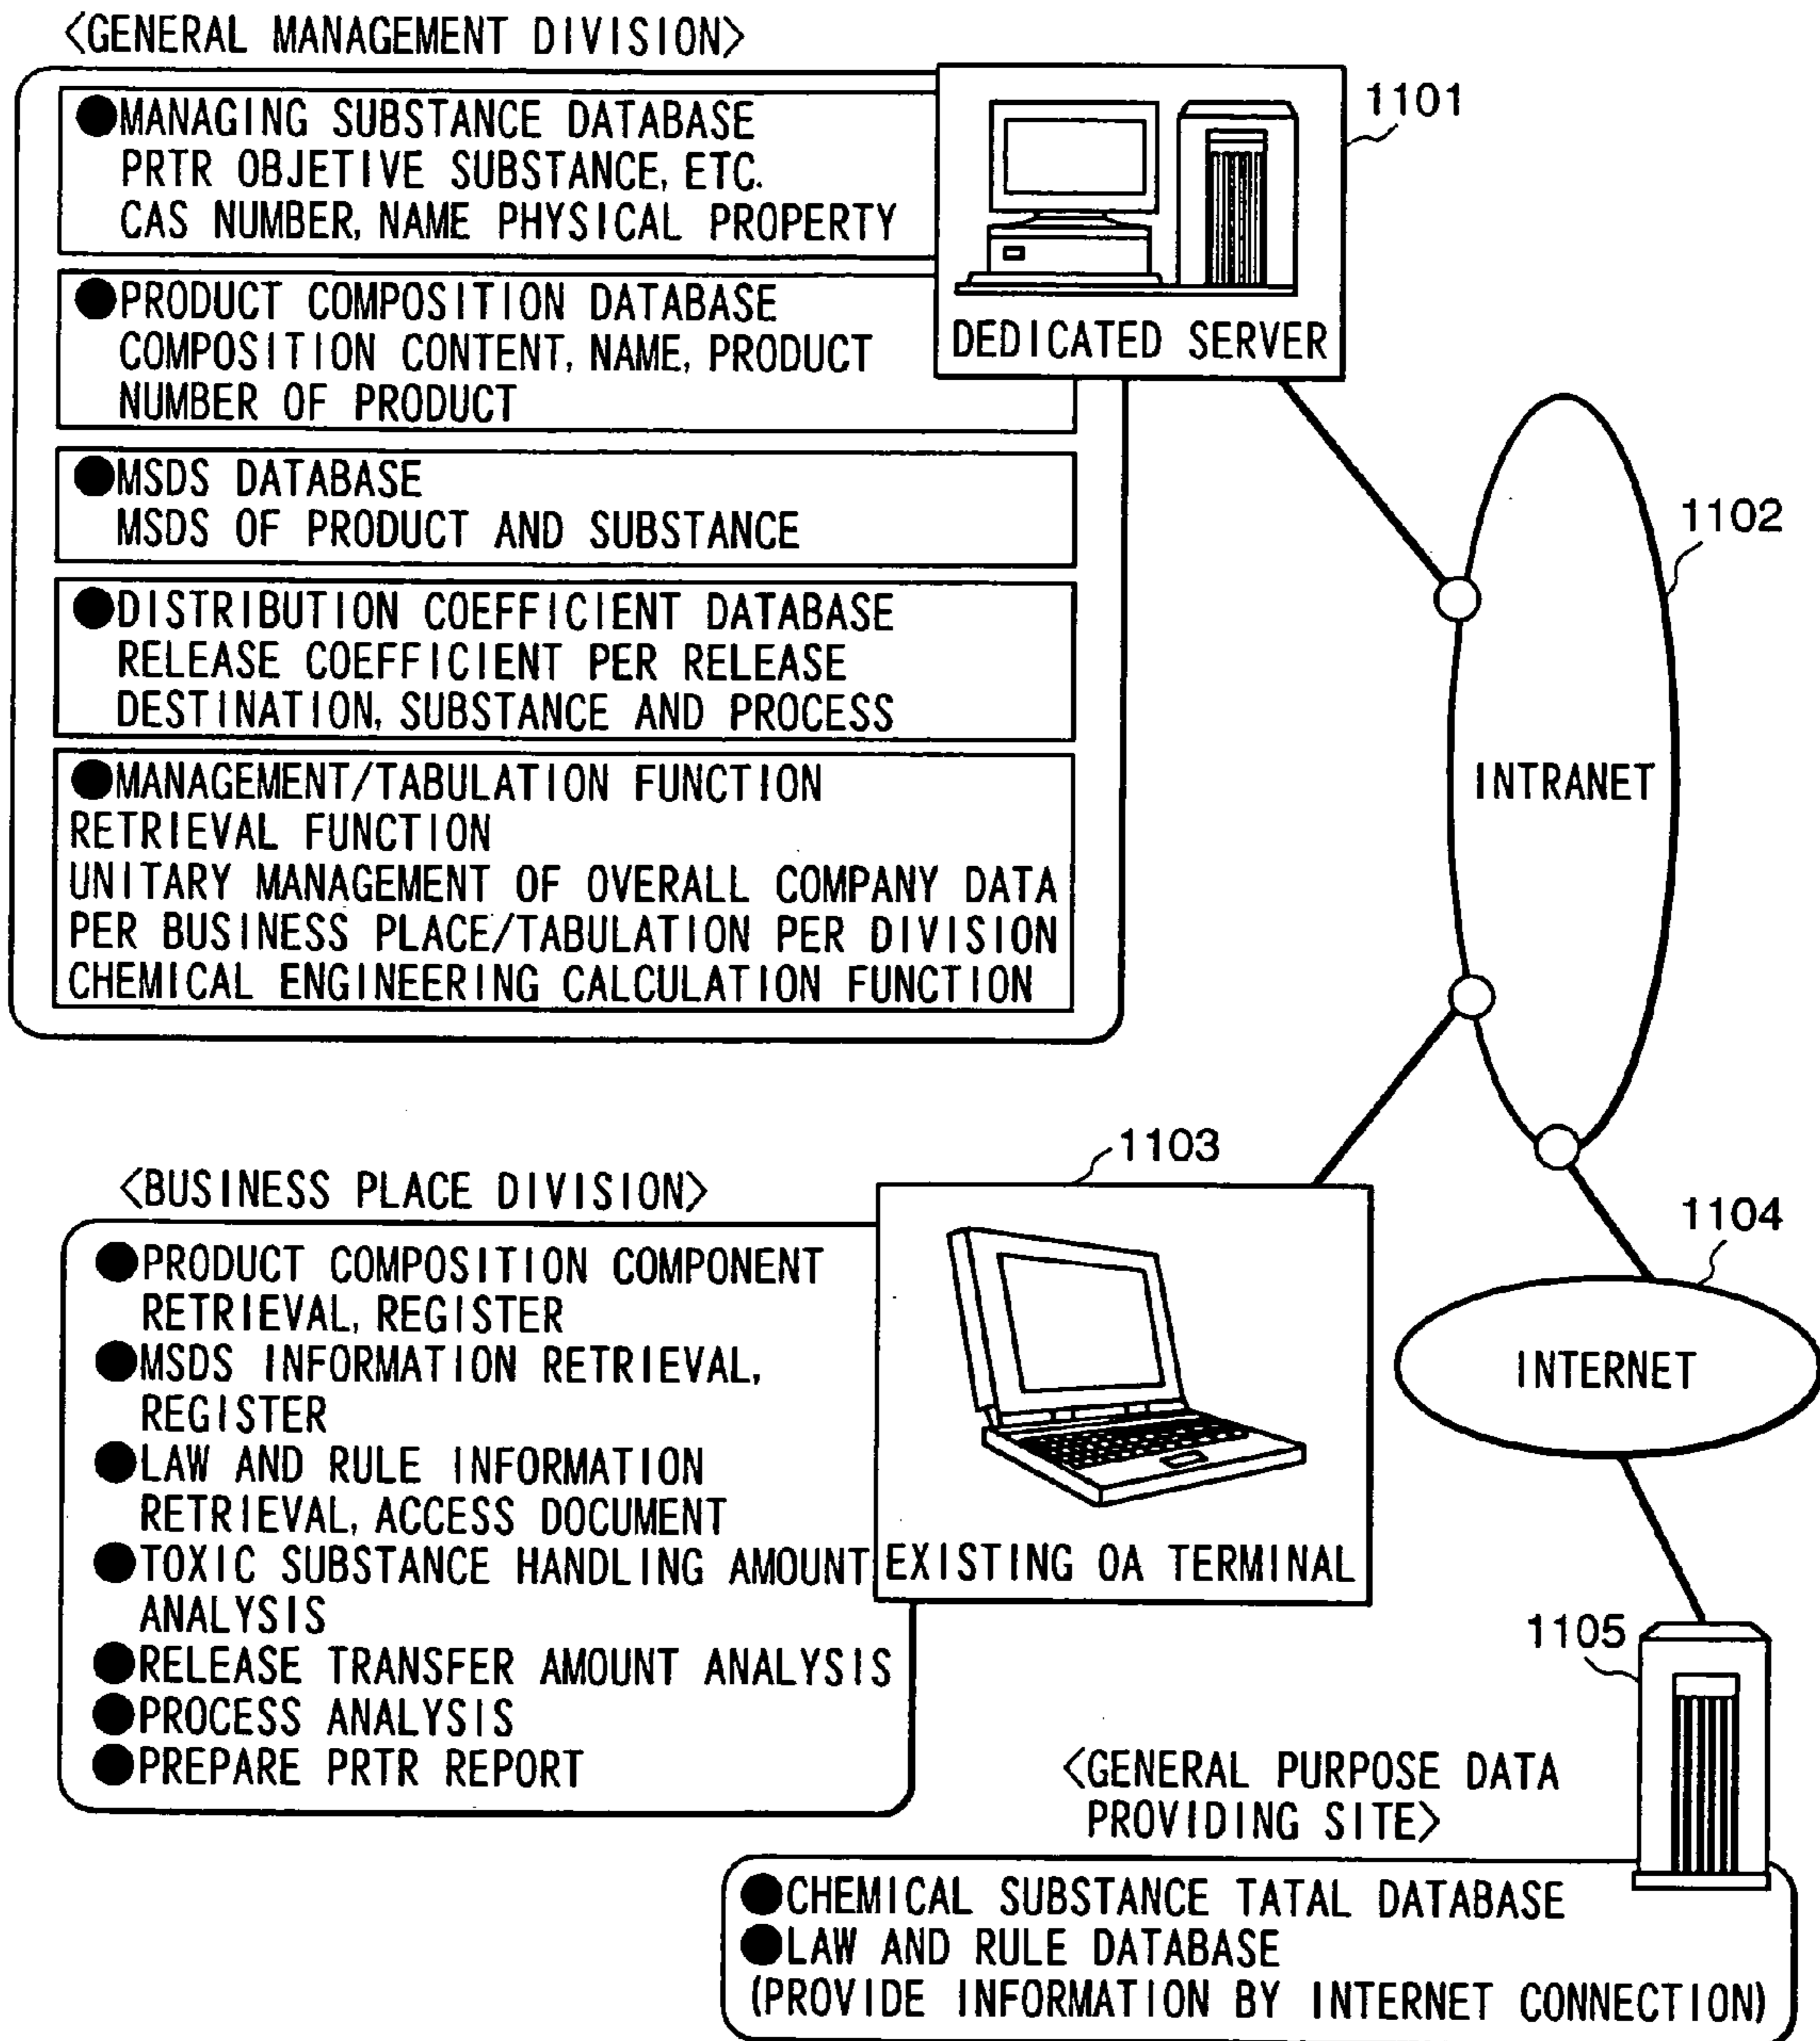 <GENERAL MANAGEMENT DIVISION>
●MANAGING SUBSTANCE DATABASE
PRTR OBJETIVE SUBSTANCE, ETC.
CAS NUMBER, NAME PHYSICAL PROPERTY
●PRODUCT COMPOSITION DATABASE
COMPOSITION CONTENT, NAME, PRODUCT
NUMBER OF PRODUCT
●MSDS DATABASE
MSDS OF PRODUCT AND SUBSTANCE
●DISTRIBUTION COEFFICIENT DATABASE
RELEASE COEFFICIENT PER RELEASE
DESTINATION, SUBSTANCE AND PROCESS
●MANAGEMENT/TABULATION FUNCTION
RETRIEVAL FUNCTION
UNITARY MANAGEMENT OF OVERALL COMPANY DATA
PER BUSINESS PLACE/TABULATION PER DIVISION
CHEMICAL ENGINEERING CALCULATION FUNCTION
DEDICATED SERVER
1101
1102
INTRANET
<BUSINESS PLACE DIVISION>
●PRODUCT COMPOSITION COMPONENT
RETRIEVAL, REGISTER
●MSDS INFORMATION RETRIEVAL,
REGISTER
●LAW AND RULE INFORMATION
RETRIEVAL, ACCESS DOCUMENT
●TOXIC SUBSTANCE HANDLING AMOUNT
ANALYSIS
●RELEASE TRANSFER AMOUNT ANALYSIS
●PROCESS ANALYSIS
●PREPARE PRTR REPORT
1103
EXISTING OA TERMINAL
1104
INTERNET
1105
<GENERAL PURPOSE DATA
PROVIDING SITE>
●CHEMICAL SUBSTANCE TATAL DATABASE
●LAW AND RULE DATABASE
(PROVIDE INFORMATION BY INTERNET CONNECTION)